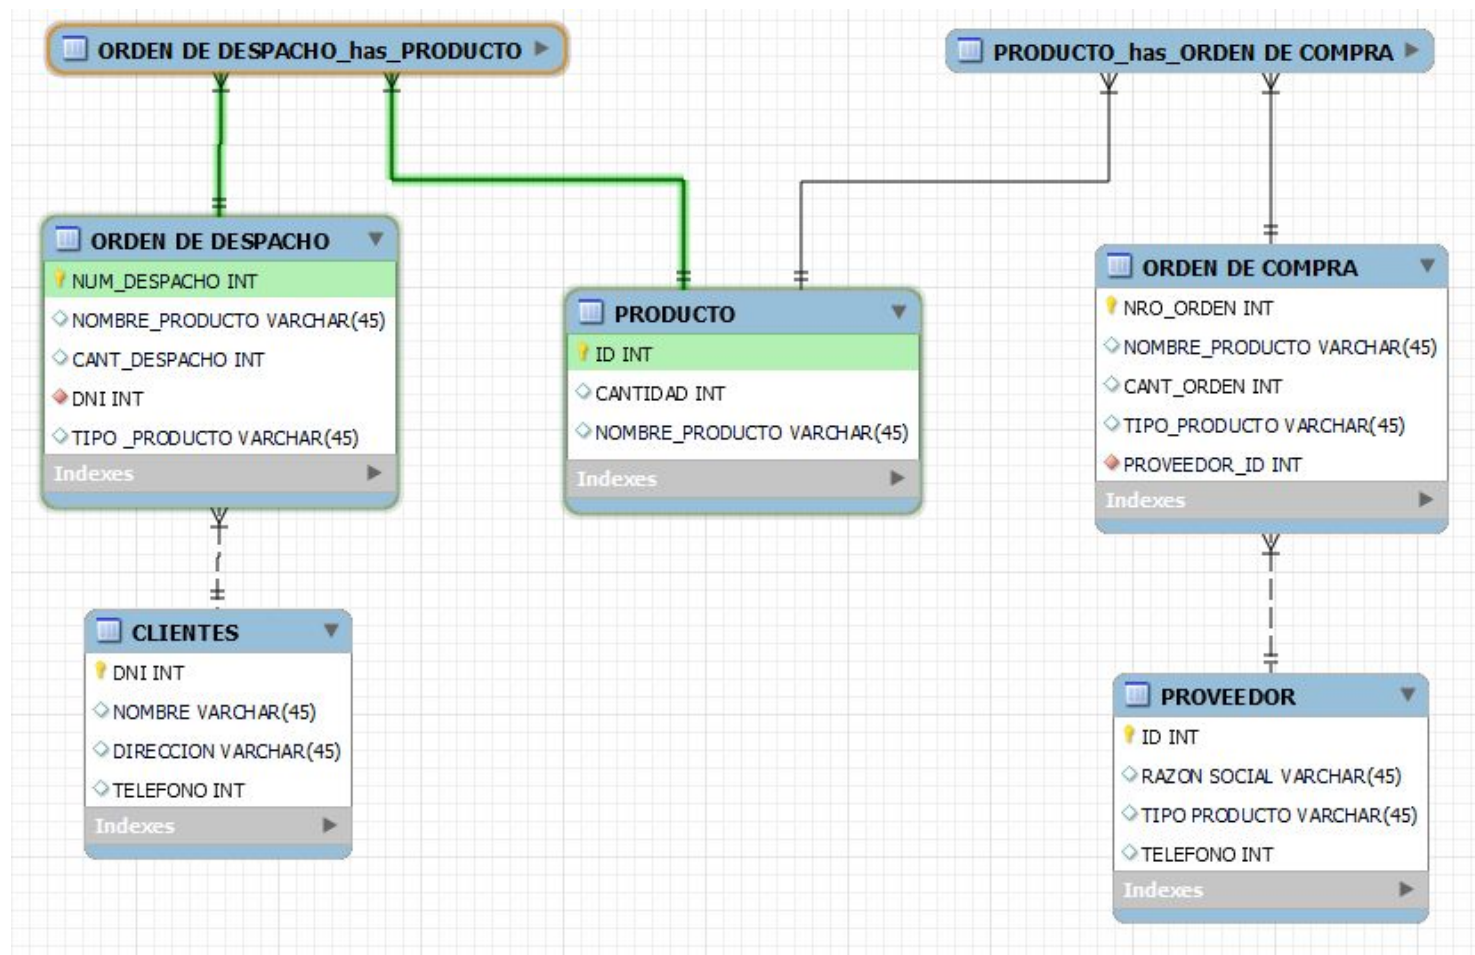 ORDEN DE DESPACHO_has_PRODUCTO
PRODUCTO_has_ORDEN DE COMPRA
ORDEN DE DESPACHO
NUM_DESPACHO INT
NOMBRE_PRODUCTO VARCHAR(45)
CANT_DESPACHO INT
DNI INT
TIPO _PRODUCTO VARCHAR(45)
Indexes
PRODUCTO
ID INT
CANTIDAD INT
NOMBRE_PRODUCTO VARCHAR(45)
Indexes
ORDEN DE COMPRA
NRO_ORDEN INT
NOMBRE_PRODUCTO VARCHAR(45)
CANT_ORDEN INT
TIPO_PRODUCTO VARCHAR(45)
PROVEEDOR_ID INT
Indexes
CLIENTES
DNI INT
NOMBRE VARCHAR(45)
DIRECCION VARCHAR(45)
TELEFONO INT
Indexes
PROVEEDOR
ID INT
RAZON SOCIAL VARCHAR(45)
TIPO PRODUCTO VARCHAR(45)
TELEFONO INT
Indexes